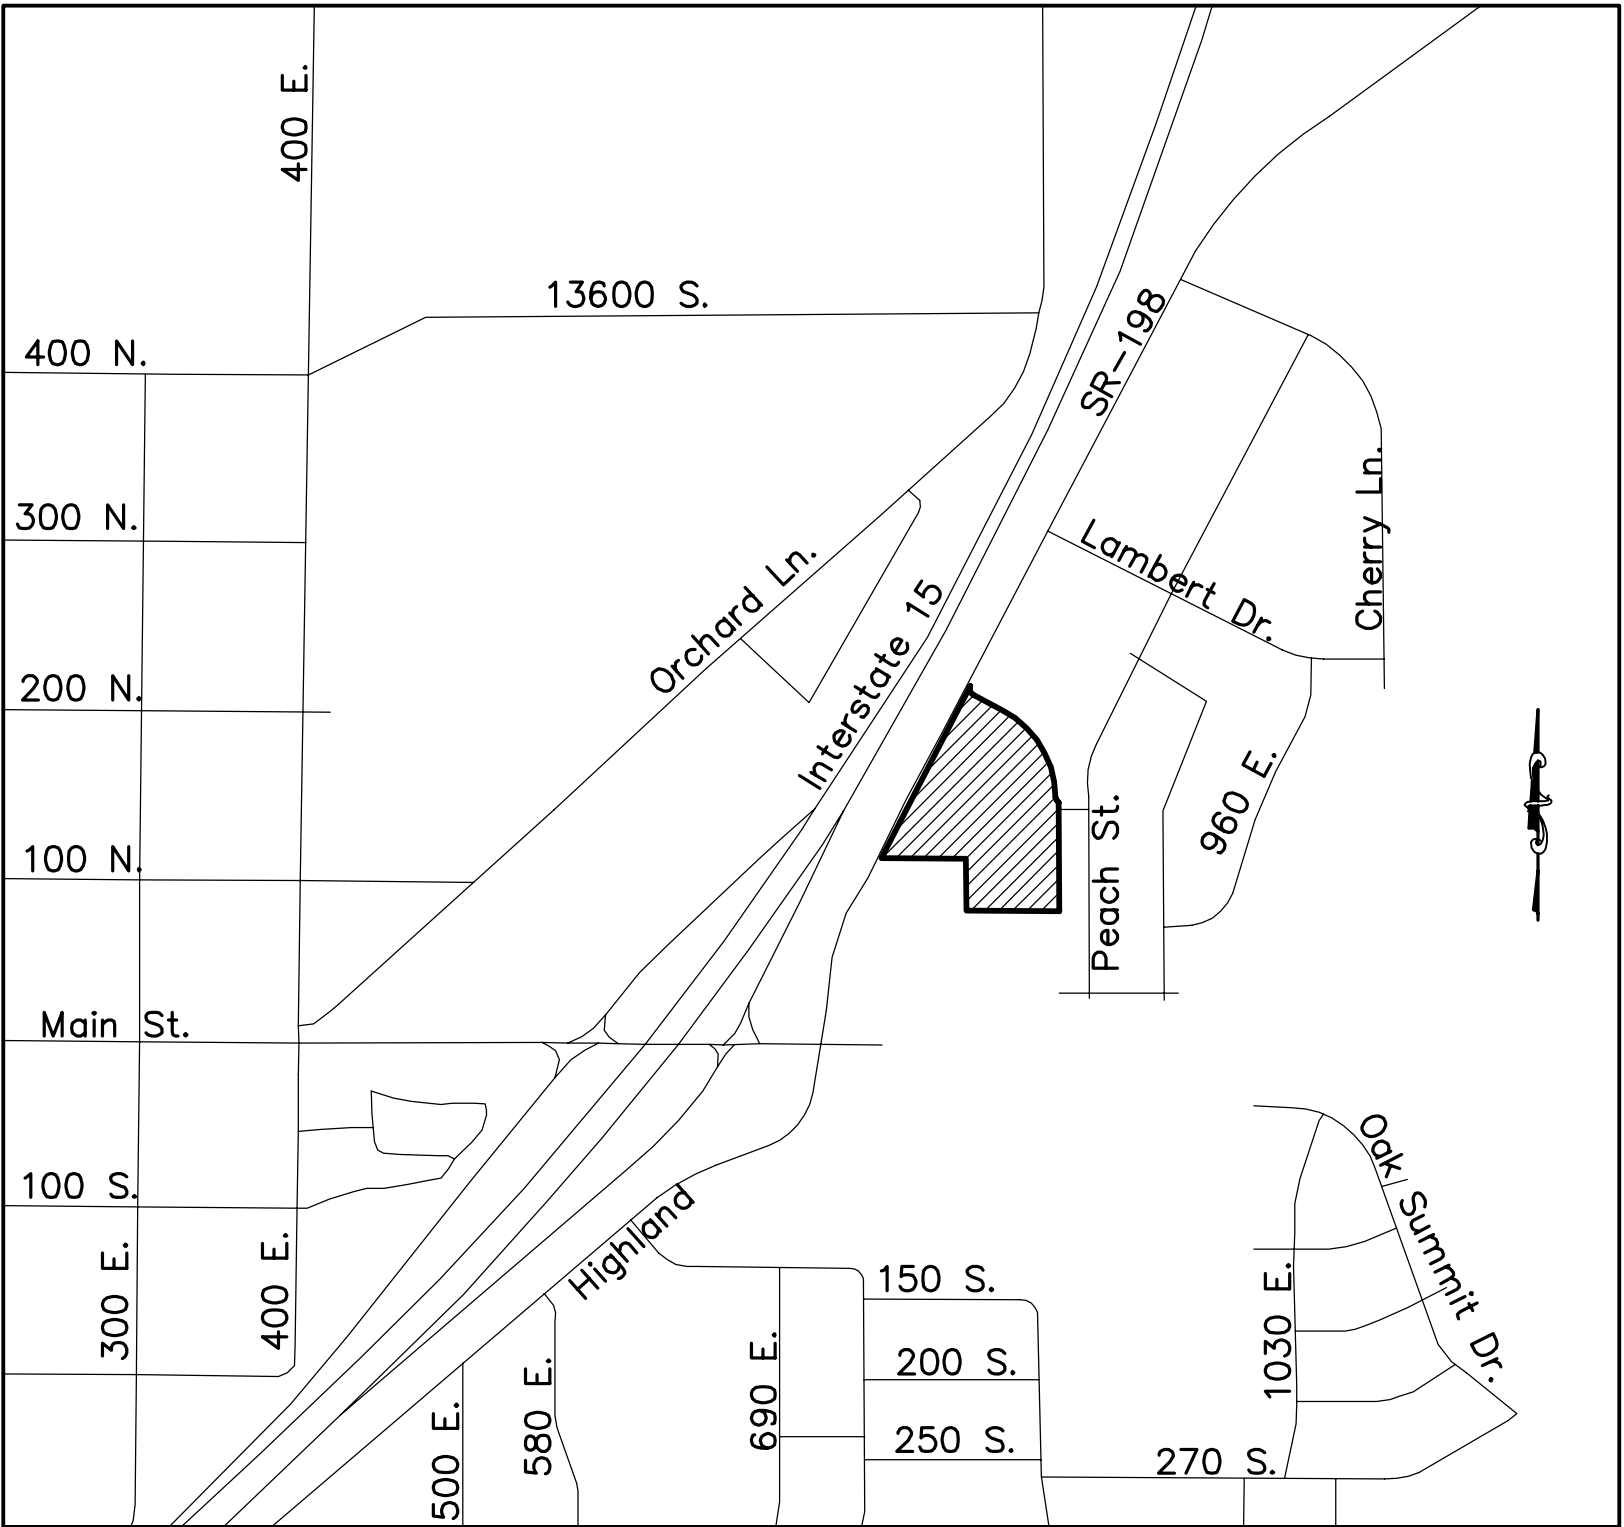 400 E.
13600 S.
SR-198
400 N.
300 N.
Lambert Dr.
Cherry Ln.
Orchard Ln.
Interstate 15
200 N.
100 N.
960 E.
Peach St.
Main St.
Oak Summit Dr.
100 S.
Highland
300 E.
400 E.
150 S.
1030 E.
200 S.
690 E.
580 E.
500 E.
250 S.
270 S.